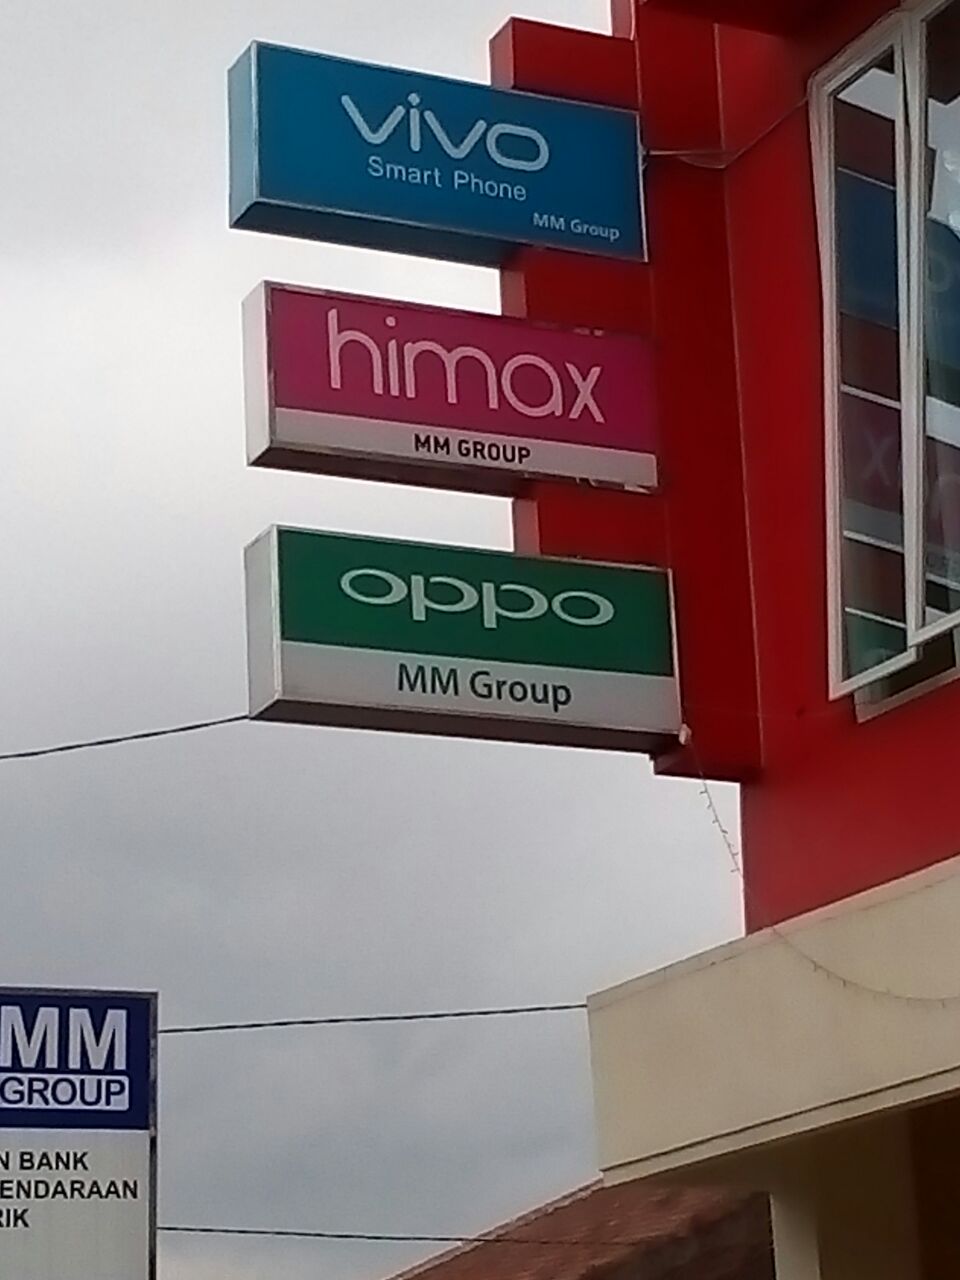 vivo
Smart Phone
MM Group
himax
MM GROUP
oppo
MM Group
MM
GROUP
N BANK
ENDARAAN
RIK